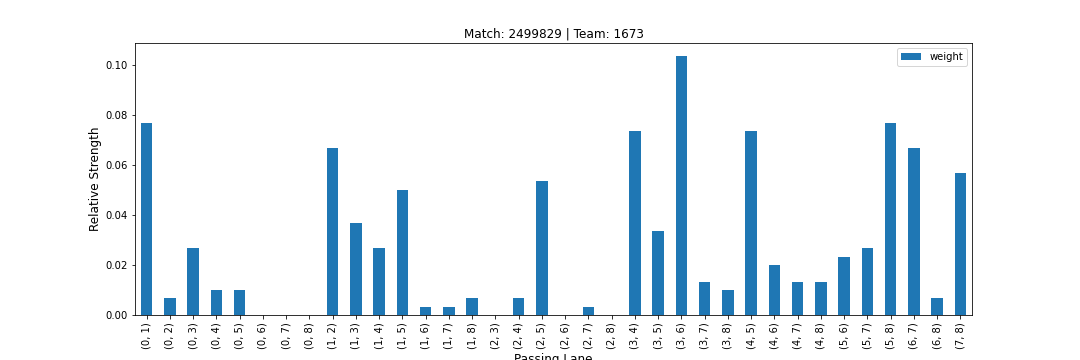 Match: 2499829 | Team: 1673
weight
Relative Strength
0.10
0.08
0.06
0.04
0.02
0.00
(0, 1) (0, 2) (0, 3) (0, 4) (0, 5) (0, 6) (0, 7) (0, 8) (1, 2) (1, 3) (1, 4) (1, 5) (1, 6) (1, 7) (1, 8) (2, 3) (2, 4) (2, 5) (2, 6) (2, 7) (2, 8) (3, 4) (3, 5) (3, 6) (3, 7) (3, 8) (4, 5) (4, 6) (4, 7) (4, 8) (5, 6) (5, 7) (5, 8) (6, 7) (6, 8) (7, 8)
Passing Lane